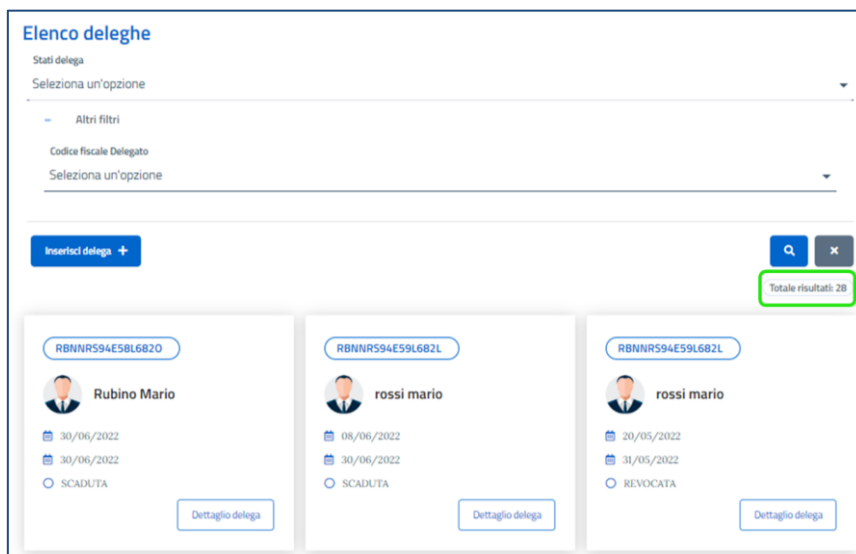 Elenco deleghe
Stati delega
Seleziona un'opzione
Altri filtri
Codice fiscale Delegato
Seleziona un'opzione
Inserisci delega +
Totale risultati: 28
RBNNRS94E58L682O
Rubino Mario
30/06/2022
30/06/2022
SCADUTA
Dettaglio delega
RBNNRS94E59L682L
rossi mario
08/06/2022
30/06/2022
SCADUTA
Dettaglio delega
RBNNRS94E59L682L
rossi mario
20/05/2022
31/05/2022
REVOCATA
Dettaglio delega